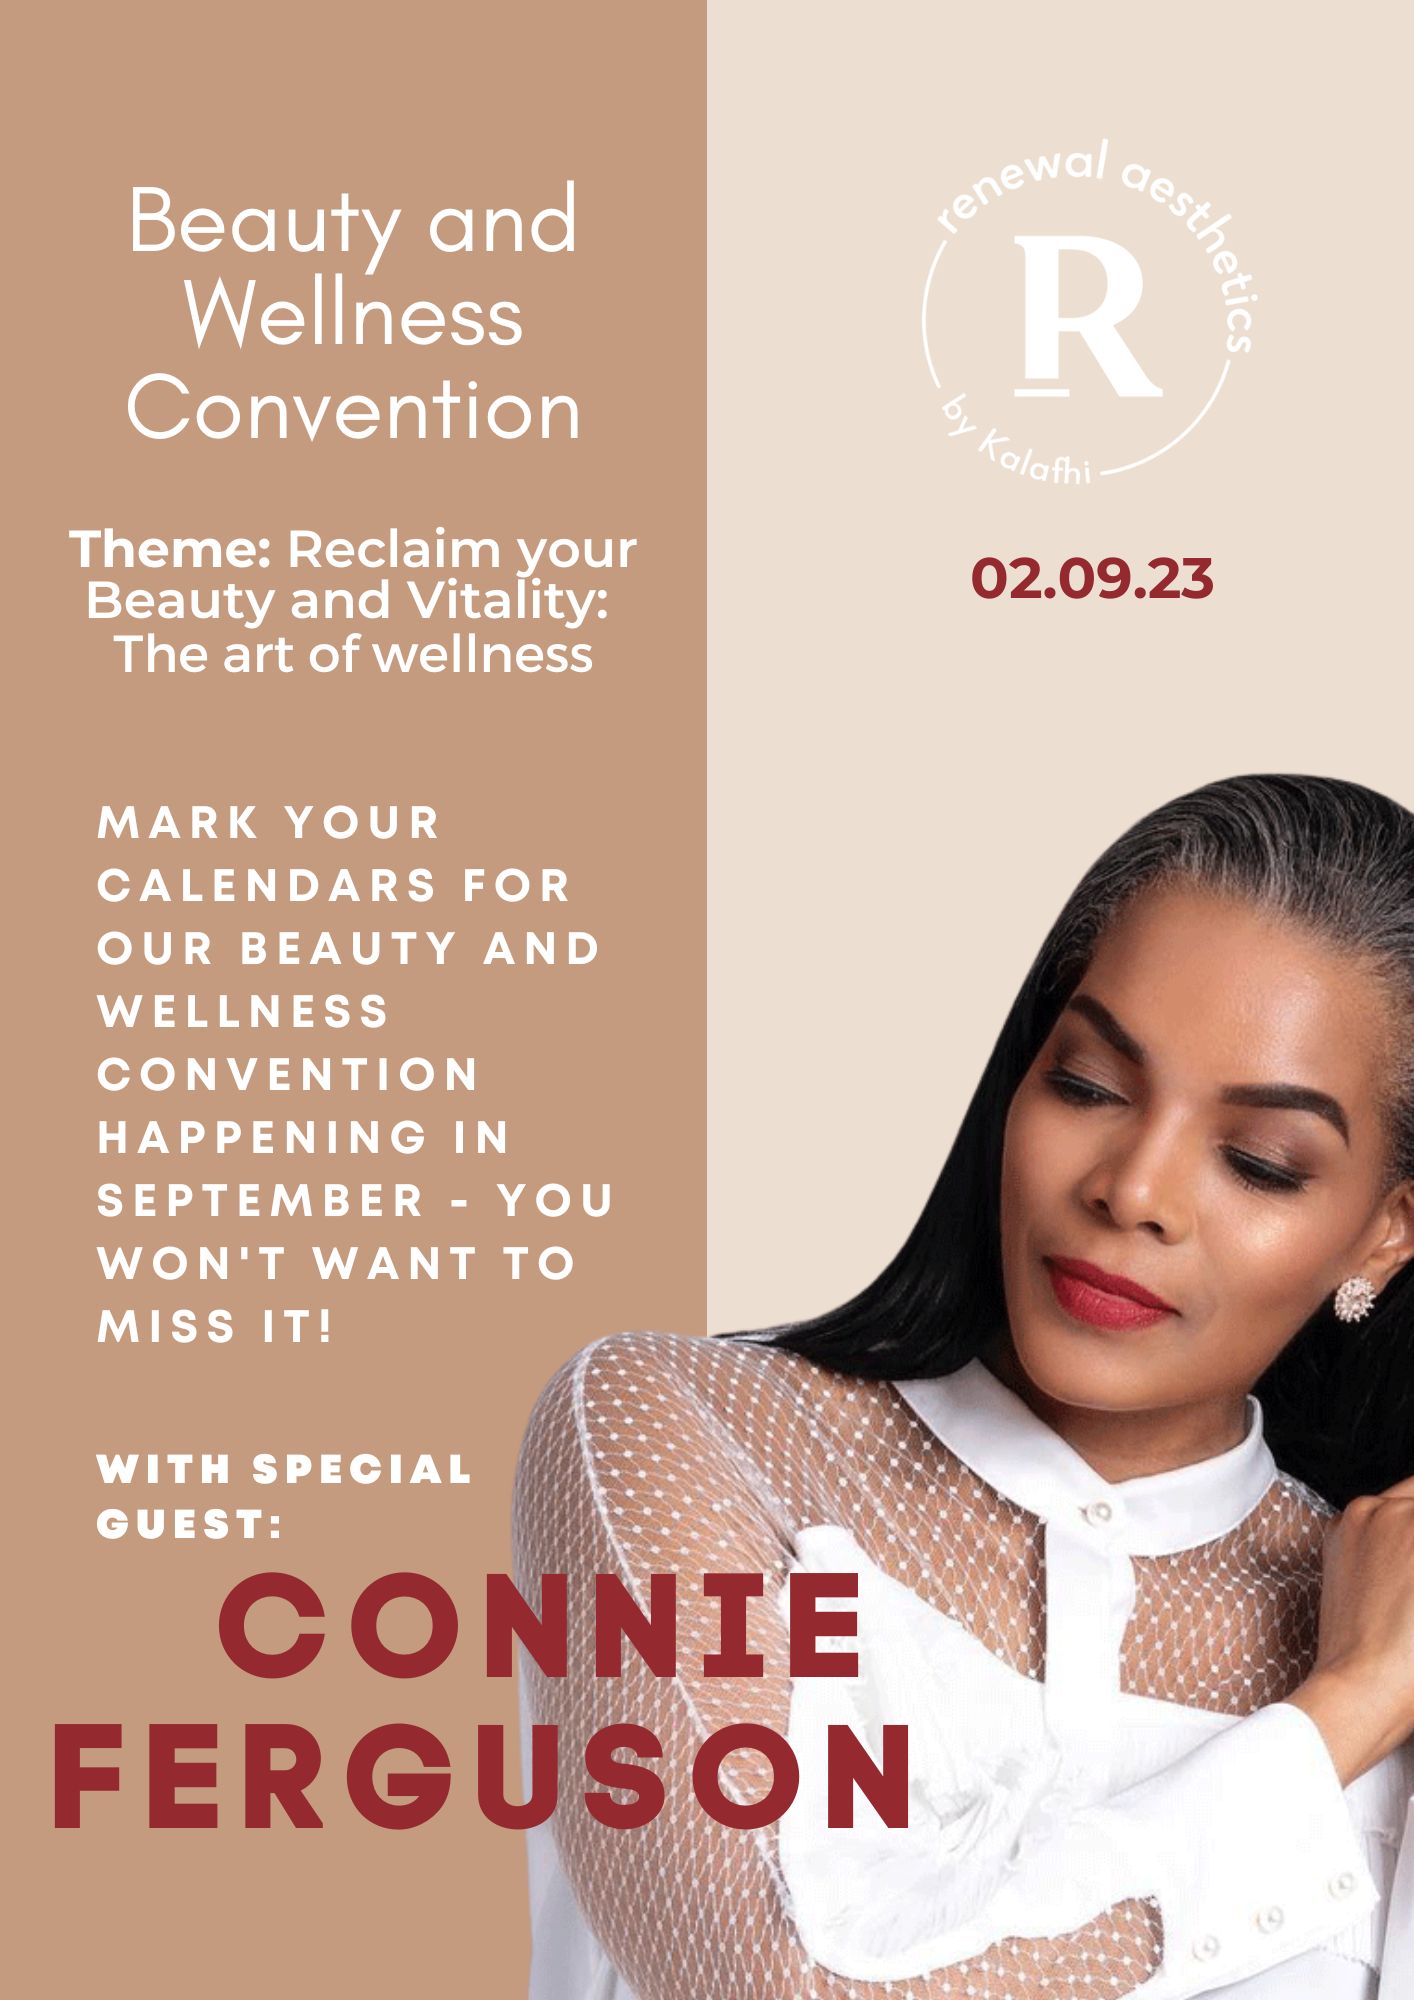 Beauty and
Wellness
Convention
Theme: Reclaim your
Beauty and Vitality:
The art of wellness
MARK YOUR
CALENDARS FOR
OUR BEAUTY AND
WELLNESS
CONVENTION
HAPPENING IN
SEPTEMBER - YOU
WON'T WANT TO
MISS IT!
WITH SPECIAL
GUEST:
CONNIE
FERGUSON
renewal aesthetics
R
by Kalafhi
02.09.23